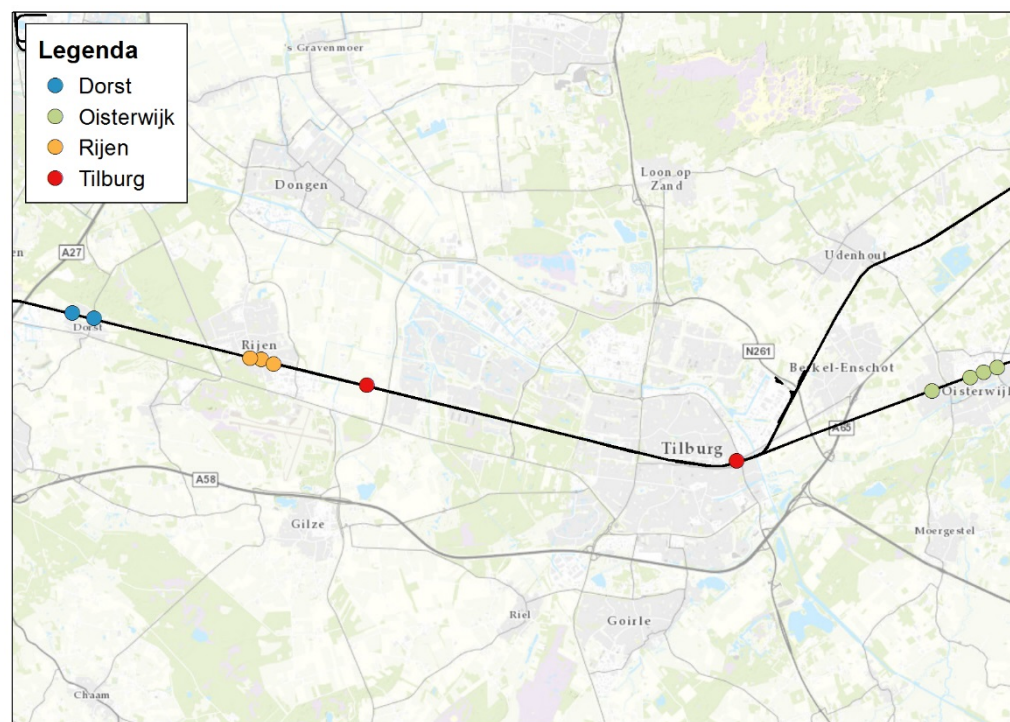 's Gravenmoer
Legenda
Dorst
Oisterwijk
Rijen
Tilburg
Dongen
Loon op
Zand
A27
Udenhout
Dorst
Rijen
N261
Berkel-Enschot
Oisterwijk
A65
Tilburg
A58
Gilze
Moergestel
Riel
Goirle
Chaam